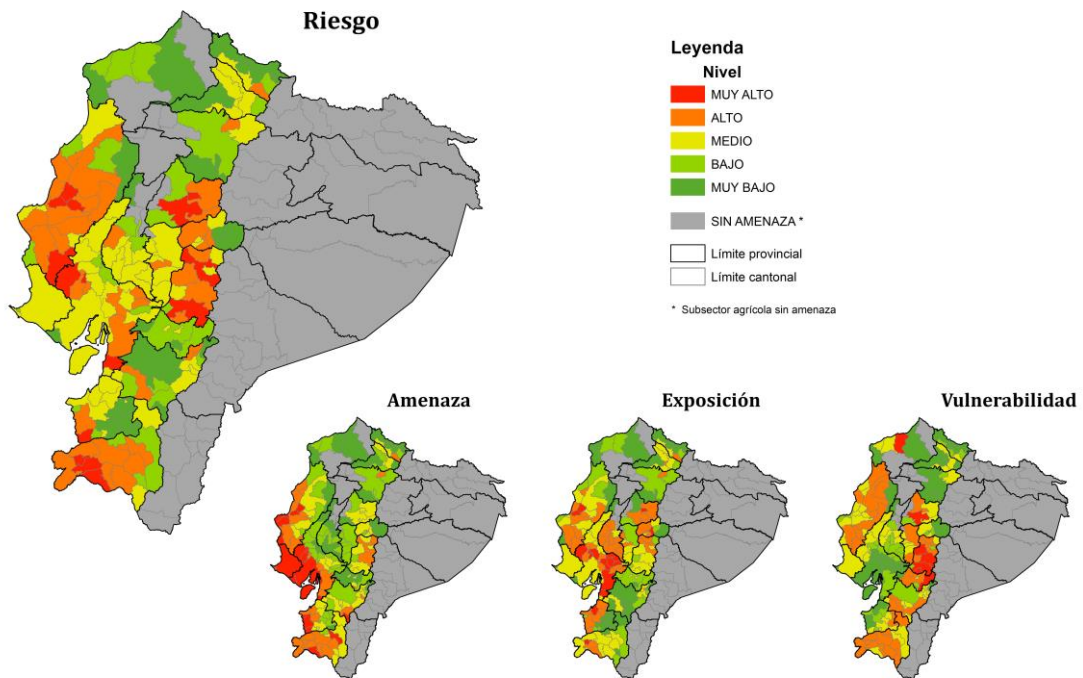 Riesgo
Leyenda
Nivel
MUY ALTO
ALTO
MEDIO
BAJO
MUY BAJO
SIN AMENAZA *
Límite provincial
Límite cantonal
* Subsector agrícola sin amenaza
Amenaza
Exposición
Vulnerabilidad